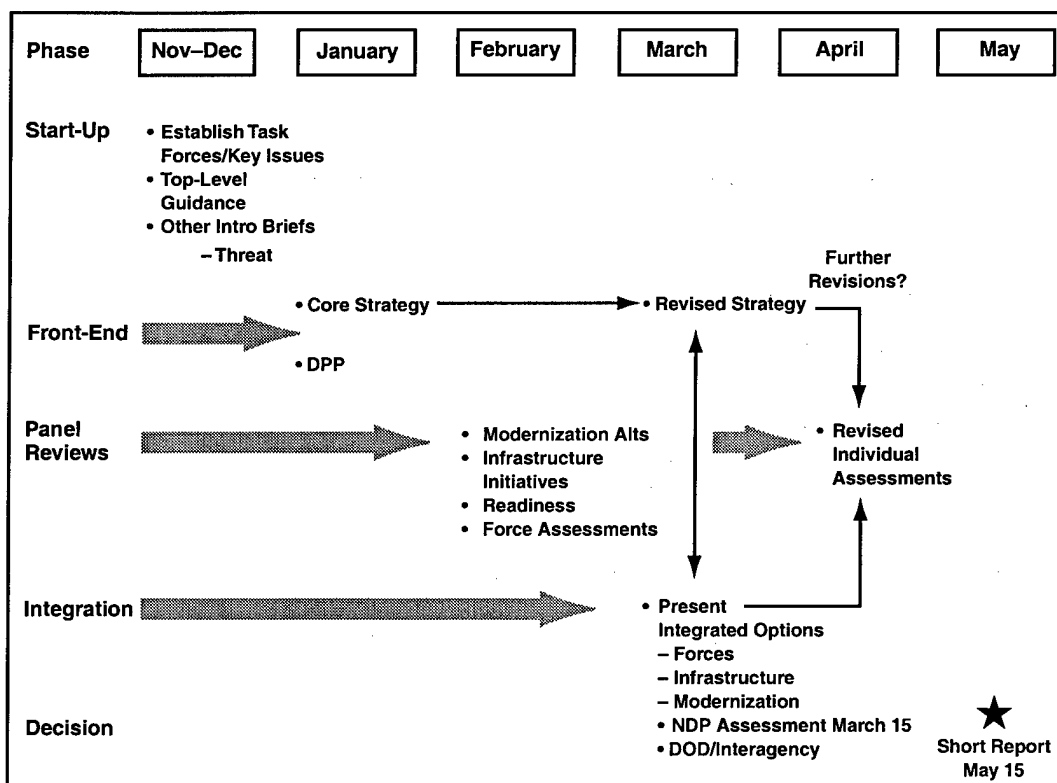 Phase
Nov–Dec
January
February
March
April
May
Start-Up
• Establish Task
Forces/Key Issues
• Top-Level
Guidance
• Other Intro Briefs
– Threat
Further
Revisions?
Front-End
• Core Strategy
• Revised Strategy
• DPP
Panel
Reviews
• Modernization Alts
• Infrastructure
Initiatives
• Readiness
• Force Assessments
• Revised
Individual
Assessments
Integration
• Present
Integrated Options
– Forces
– Infrastructure
– Modernization
• NDP Assessment March 15
• DOD/Interagency
Decision
Short Report
May 15